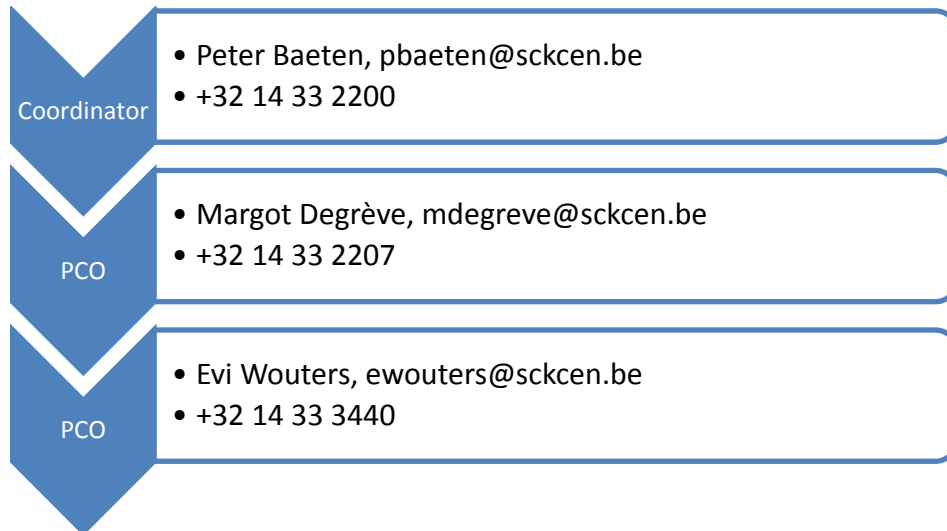 Coordinator
• Peter Baeten, pbaeten@sckcen.be
• +32 14 33 2200
PCO
• Margot Degrève, mdegreve@sckcen.be
• +32 14 33 2207
PCO
• Evi Wouters, ewouters@sckcen.be
• +32 14 33 3440